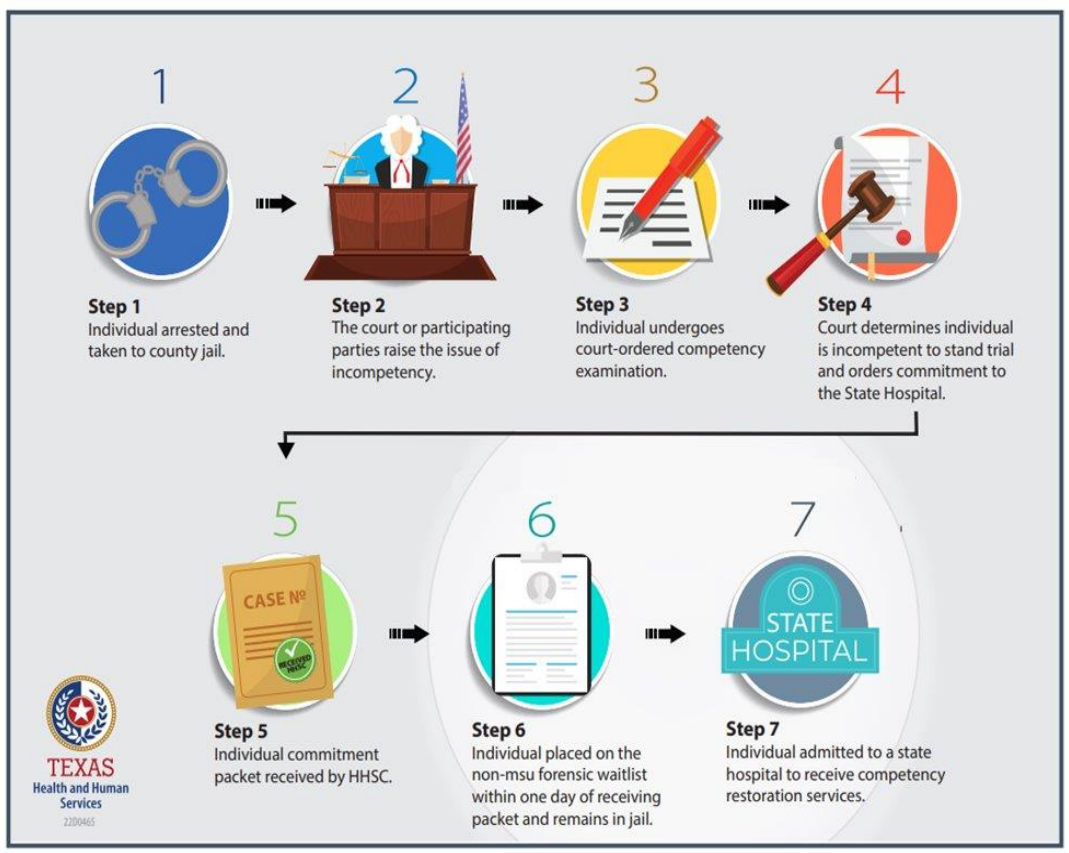 1
2
3
4
Step 1
Individual arrested and
taken to county jail.
Step 2
The court or participating
parties raise the issue of
incompetency.
Step 3
Individual undergoes
court-ordered competency
examination.
Step 4
Court determines individual
is incompetent to stand trial
and orders commitment to
the State Hospital.
5
6
7
CASE Nº
RECEIVED
HHSC
STATE
HOSPITAL
Step 5
Individual commitment
packet received by HHSC.
Step 6
Individual placed on the
non-msu forensic waitlist
within one day of receiving
packet and remains in jail.
Step 7
Individual admitted to a state
hospital to receive competency
restoration services.
TEXAS
Health and Human
Services
2200465